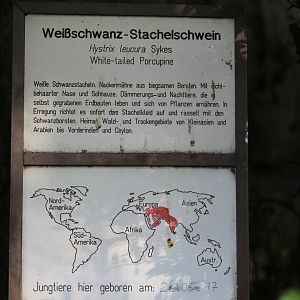 Weißschwanz-Stachelschwein
Hystrix leucura Sykes
White-tailed Porcupine
Weiße Schwanzstacheln. Nackenmähne aus biegsamen Borsten. Mit nicht-
behaarter Nase und Schnauze. Dämmerungs- und Nachttiere, die in
selbst gegrabenen Erdbauten leben und sich von Pflanzen ernähren. In
Erregung richtet es sofort das Stachelkleid auf und rasselt mit den
Schwanzborsten. Heimat: Wald- und Trockengebiete von Kleinasien und
Arabien bis Vorderindien und Ceylon.
Nord-
Amerika
Europa
Asien
Afrika
Süd-
Amerika
Austr.
Jungtiere hier geboren am: